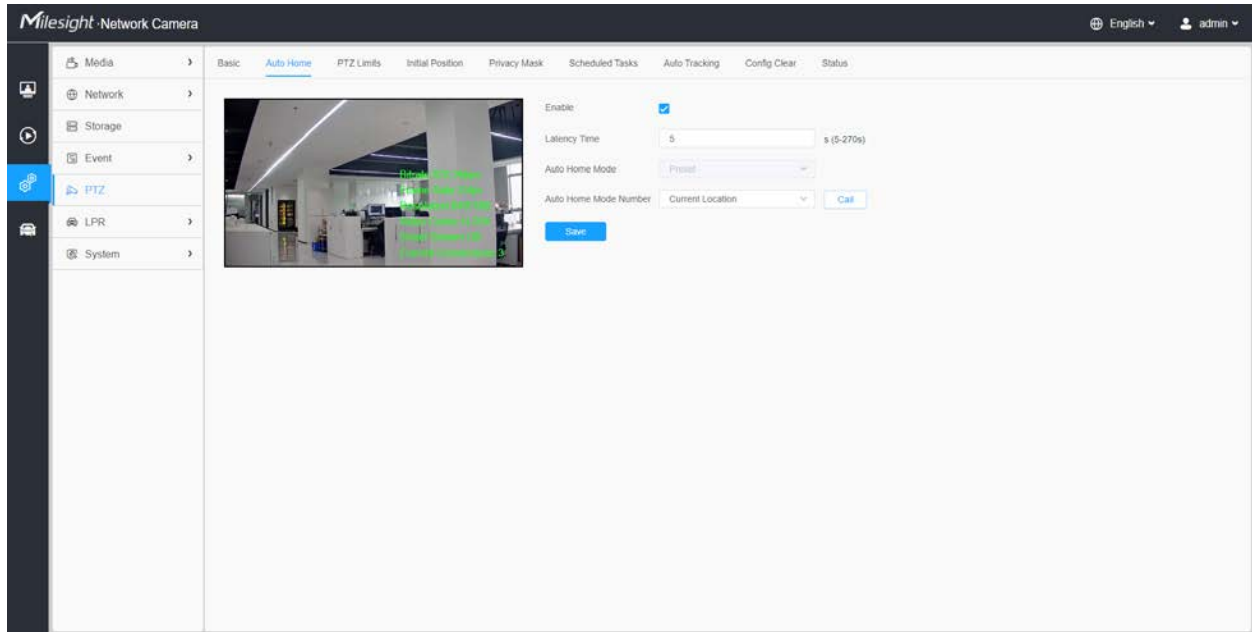 Milesight ·Network Camera
English
admin
Media
Network
Storage
Event
PTZ
LPR
System
Basic Auto Home PTZ Limits Initial Position Privacy Mask Scheduled Tasks Auto Tracking Config Clear Status
Enable
Latency Time 5 s (5-270s)
Auto Home Mode Preset
Auto Home Mode Number Current Location Call
Save